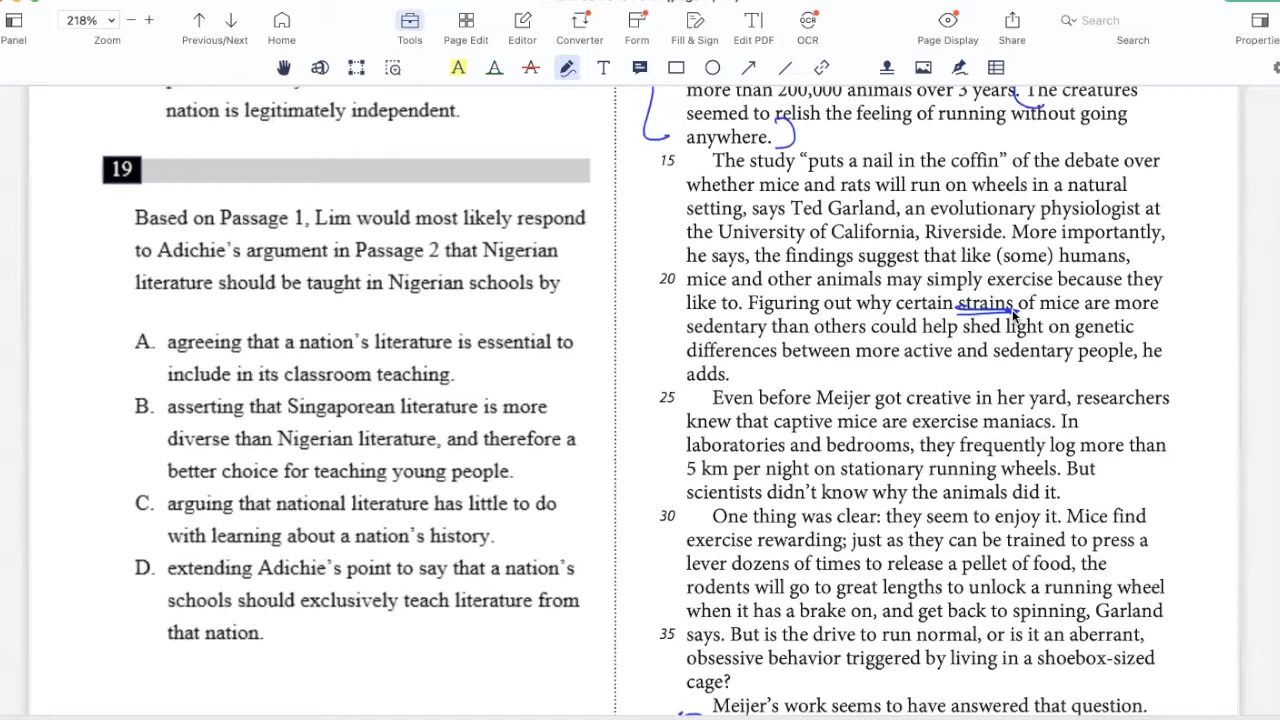 218%
Panel
Zoom
Previous/Next
Home
Tools
Page Edit
Editor
Converter
Form
Fill & Sign
Edit PDF
OCR
OCR
Page Display
Share
Search
Search
nation is legitimately independent.
19
Based on Passage 1, Lim would most likely respond
to Adichie's argument in Passage 2 that Nigerian
literature should be taught in Nigerian schools by
A. agreeing that a nation's literature is essential to
include in its classroom teaching.
B. asserting that Singaporean literature is more
diverse than Nigerian literature, and therefore a
better choice for teaching young people.
C. arguing that national literature has little to do
with learning about a nation's history.
D. extending Adichie's point to say that a nation's
schools should exclusively teach literature from
that nation.
more than 200,000 animals over 3 years. The creatures
seemed to relish the feeling of running without going
anywhere.
15 The study “puts a nail in the coffin” of the debate over
whether mice and rats will run on wheels in a natural
setting, says Ted Garland, an evolutionary physiologist at
the University of California, Riverside. More importantly,
he says, the findings suggest that like (some) humans,
20 mice and other animals may simply exercise because they
like to. Figuring out why certain strains of mice are more
sedentary than others could help shed light on genetic
differences between more active and sedentary people, he
adds.
25 Even before Meijer got creative in her yard, researchers
knew that captive mice are exercise maniacs. In
laboratories and bedrooms, they frequently log more than
5 km per night on stationary running wheels. But
scientists didn't know why the animals did it.
30 One thing was clear: they seem to enjoy it. Mice find
exercise rewarding; just as they can be trained to press a
lever dozens of times to release a pellet of food, the
rodents will go to great lengths to unlock a running wheel
when it has a brake on, and get back to spinning, Garland
35 says. But is the drive to run normal, or is it an aberrant,
obsessive behavior triggered by living in a shoebox-sized
cage?
Meijer's work seems to have answered that question.